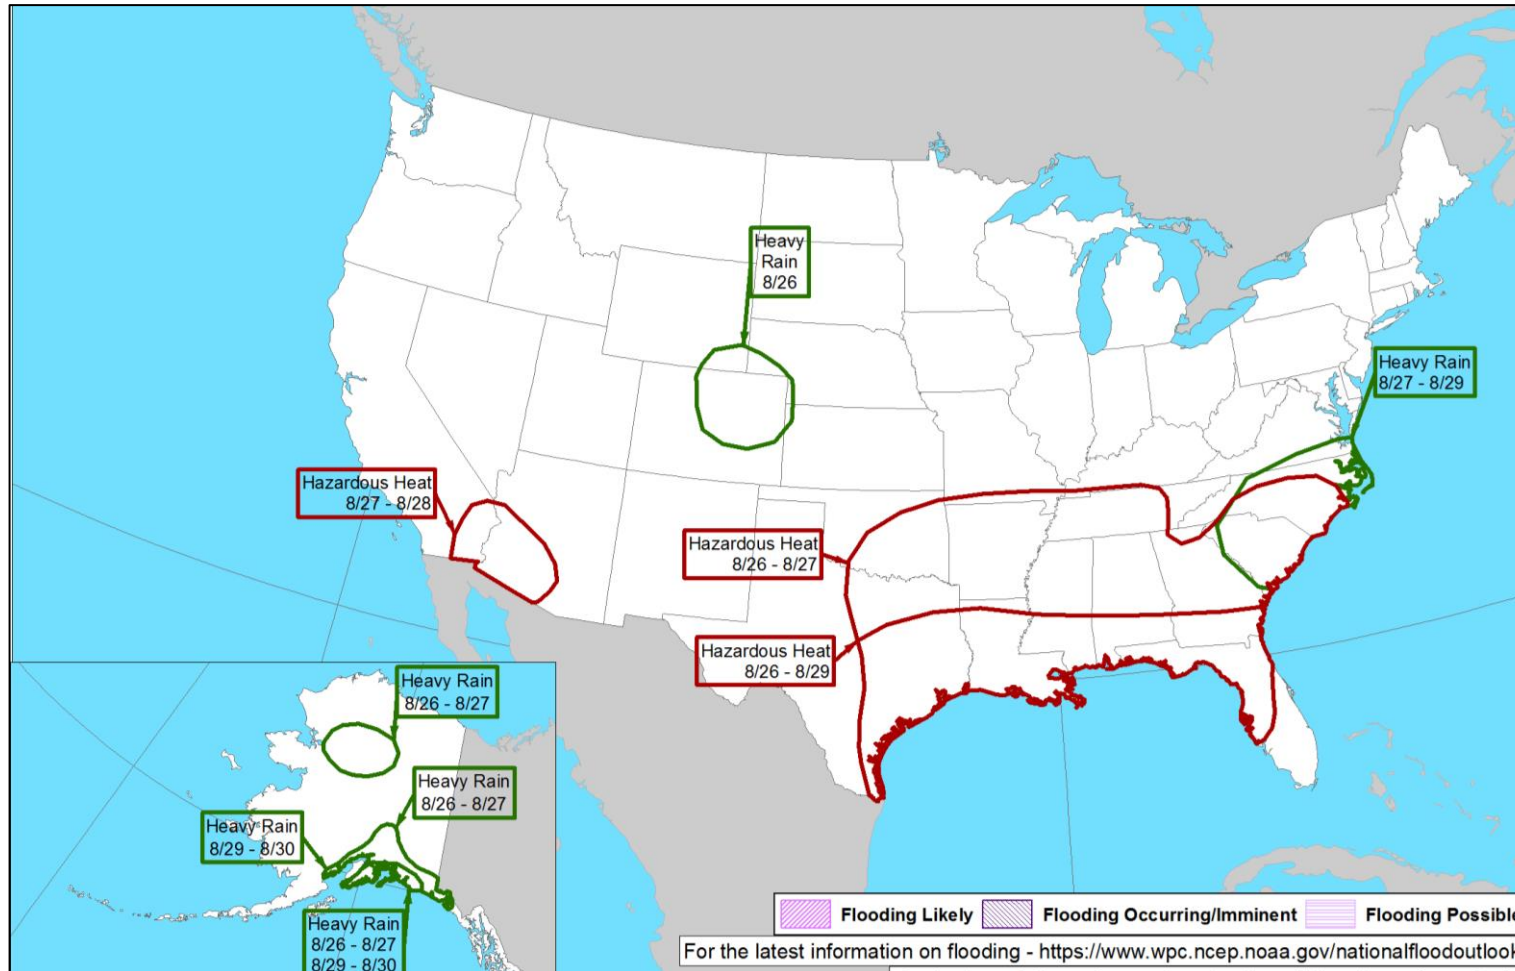 Heavy
Rain
8/26
Heavy Rain
8/27 - 8/29
Hazardous Heat
8/27 - 8/28
Hazardous Heat
8/26 - 8/27
Hazardous Heat
8/26 - 8/29
Heavy Rain
8/26 - 8/27
Heavy Rain
8/26 - 8/27
Heavy Rain
8/29 - 8/30
Heavy Rain
8/26 - 8/27
8/29 - 8/30
Flooding Likely Flooding Occurring/Imminent Flooding Possible
For the latest information on flooding - https://www.wpc.ncep.noaa.gov/nationalfloodoutlook